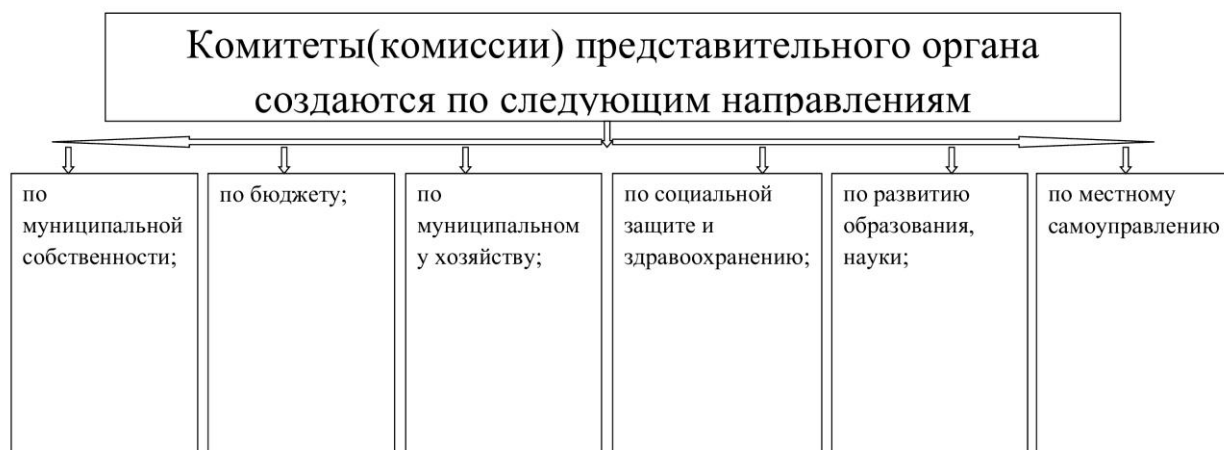 Комитеты(комиссии) представительного органа
создаются по следующим направлениям
по
муниципальной
собственности;
по бюджету;
по
муниципальном
у хозяйству;
по социальной
защите и
здравоохранению;
по развитию
образования,
науки;
по местному
самоуправлению